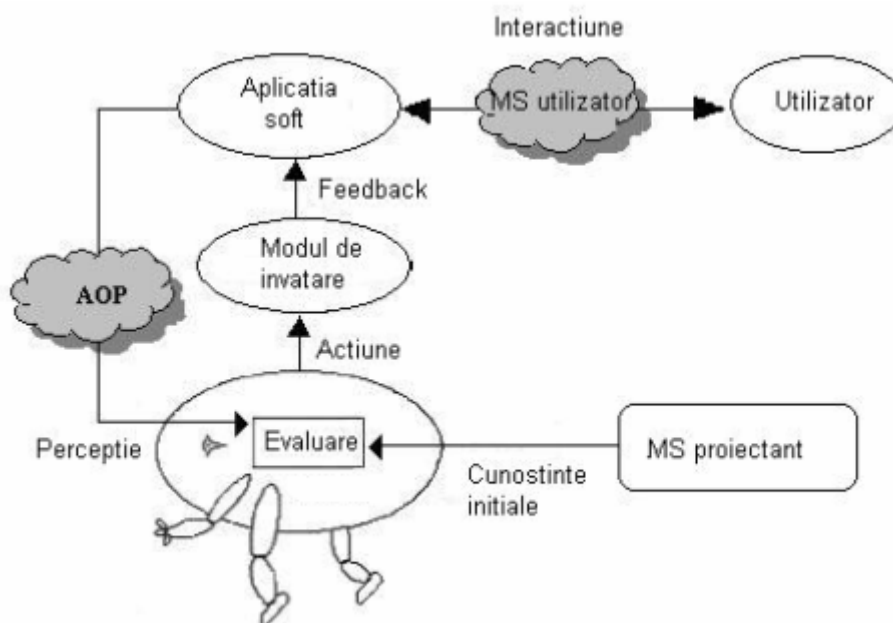 Interactiune
Aplicatia
soft
MS utilizator
Utilizator
Feedback
Modul de
invatare
AOP
Actiune
Perceptie
Evaluare
MS proiectant
Cunostinte
initiale